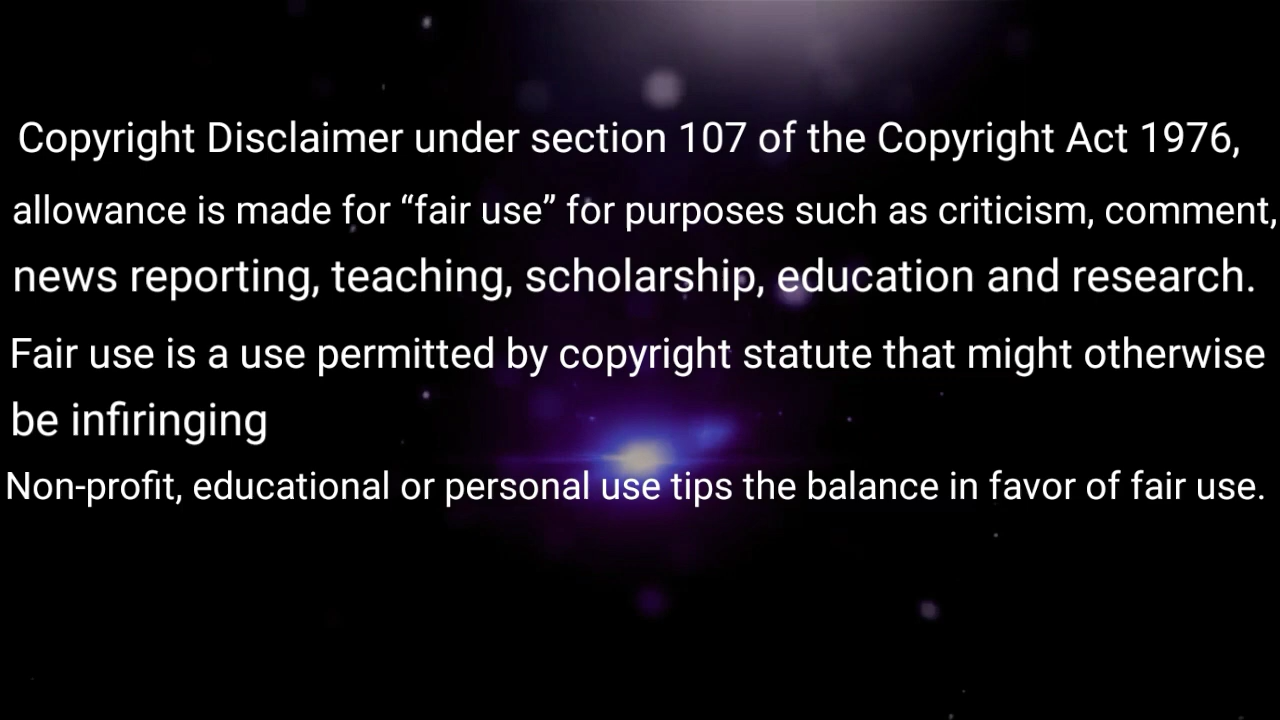 Copyright Disclaimer under section 107 of the Copyright Act 1976,
allowance is made for “fair use” for purposes such as criticism, comment,
news reporting, teaching, scholarship, education and research.
Fair use is a use permitted by copyright statute that might otherwise
be infiringing
Non-profit, educational or personal use tips the balance in favor of fair use.